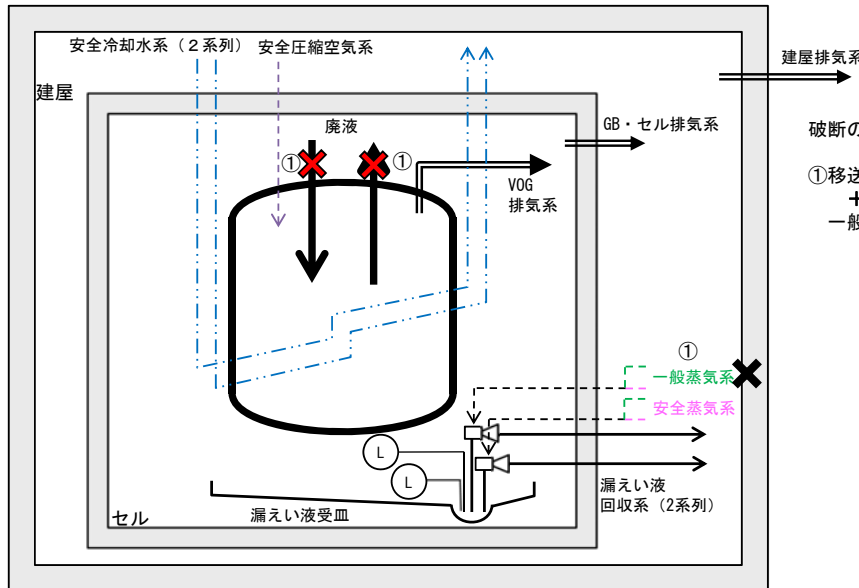 安全冷却水系（２系列）
安全圧縮空気系
建屋排気系
建屋
GB・セル排気系
廃液
破断の
①
①
VOG
排気系
①移送
＋
一般
①
一般蒸気系
安全蒸気系
L
L
漏えい液
回収系（2系列）
漏えい液受皿
セル